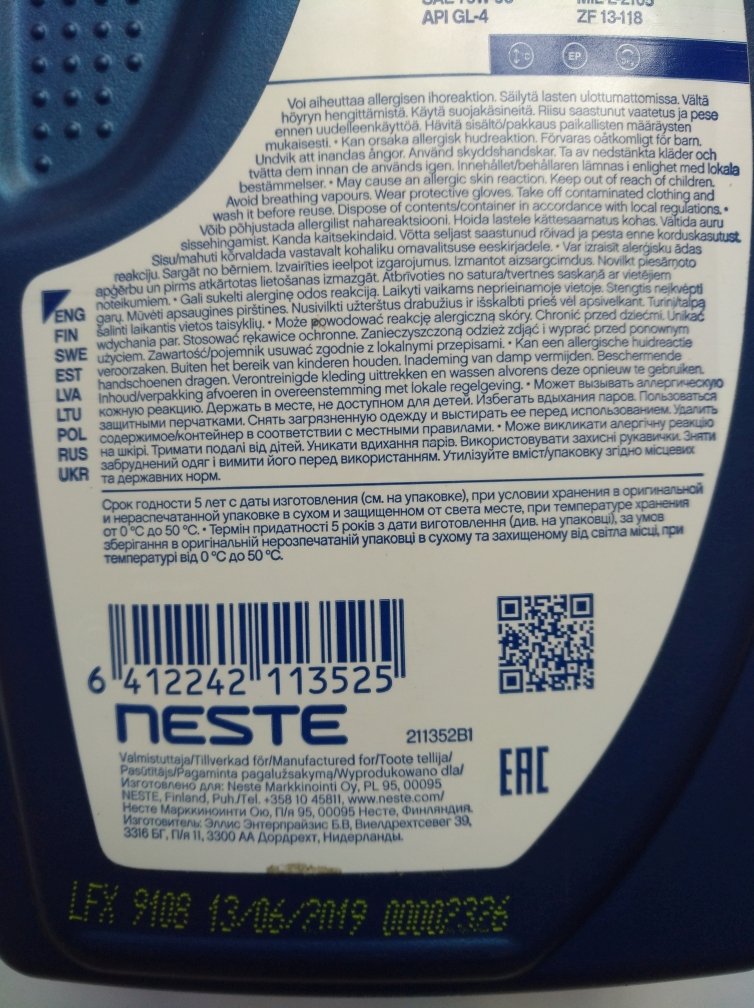 API GL-4
ZF 13-118
EP
Voi aiheuttaa allergisen ihoreaktion. Säilytä lasten ulottumattomissa. Vältä
höyryn hengittämistä. Käytä suojakäsineitä. Riisu saastunut vaatetus ja pese
ennen uudelleenkäyttöä. Hävitä sisältö/pakkaus paikallisten määräysten
mukaisesti. • Kan orsaka allergisk hudreaktion. Förvaras oåtkomligt för barn.
Undvik att inandas ångor. Använd skyddshandskar. Ta av nedstänkta kläder och
tvätta dem innan de används igen. Innehållet/behållaren lämnas i enlighet med lokala
bestämmelser. • May cause an allergic skin reaction. Keep out of reach of children.
Avoid breathing vapours. Wear protective gloves. Take off contaminated clothing and
wash it before reuse. Dispose of contents/container in accordance with local regulations. •
Võib põhjustada allergilist nahareaktsiooni. Hoida lastele kättesaamatus kohas. Vältida auru
sissehingamist. Kanda kaitsekindaid. Võtta seljast saastunud rõivad ja pesta enne korduskasutust.
Sisu/mahuti kõrvaldada vastavalt kohaliku omavalitsuse eeskirjadele. • Var izraisīt alerģisku ādas
reakciju. Sargāt no bērniem. Izvairīties ieelpot izgarojumus. Izmantot aizsargcimdus. Novilkt piesārņoto
apģērbu un pirms atkārtotas lietošanas izmazgāt. Atbrīvoties no satura/tvertnes saskaņā ar vietējiem
noteikumiem. • Gali sukelti alerginę odos reakciją. Laikyti vaikams neprieinamoje vietoje. Stengtis neįkvėpti
garų. Mūvėti apsaugines pirštines. Nusivilkti užterštus drabužius ir išskalbti prieš vėl apsivelkant. Turinį/talpą
šalinti laikantis vietos taisyklių. • Może powodować reakcję alergiczną skóry. Chronić przed dziećmi. Unikać
wdychania par. Stosować rękawice ochronne. Zanieczyszczoną odzież zdjąć i wyprać przed ponownym
użyciem. Zawartość/pojemnik usuwać zgodnie z lokalnymi przepisami. • Kan een allergische huidreactie
veroorzaken. Buiten het bereik van kinderen houden. Inademing van damp vermijden. Beschermende
handschoenen dragen. Verontreinigde kleding uittrekken en wassen alvorens deze opnieuw te gebruiken.
Inhoud/verpakking afvoeren in overeenstemming met lokale regelgeving. • Может вызывать аллергическую
кожную реакцию. Держать в месте, не доступном для детей. Избегать вдыхания паров. Пользоваться
защитными перчатками. Снять загрязненную одежду и выстирать ее перед использованием. Удалить
содержимое/контейнер в соответствии с местными правилами. • Може викликати алергічну реакцію
на шкірі. Тримати подалі від дітей. Уникати вдихання парів. Використовувати захисні рукавички. Зняти
забруднений одяг і вимити його перед використанням. Утилізуйте вміст/упаковку згідно місцевих
та державних норм.
ENG
FIN
SWE
EST
LVA
LTU
POL
RUS
UKR
Срок годности 5 лет с даты изготовления (см. на упаковке), при условии хранения в оригинальной
и нераспечатанной упаковке в сухом и защищенном от света месте, при температуре хранения
от 0 °C до 50 °C. • Термін придатності 5 років з дати виготовлення (див. на упаковці), за умов
зберігання в оригінальній нерозпечатаній упаковці в сухому та захищеному від світла місці, при
температурі від 0 °C до 50 °C.
6 412242 113525
NESTE
211352B1
EAC
Valmistuttaja/Tillverkad för/Manufactured for/Toote tellija/
Pasūtītājs/Pagaminta pagal užsakymą/Wyprodukowano dla/
Изготовлено для: Neste Markkinointi Oy, PL 95, 00095
NESTE, Finland, Puh./Tel. +358 10 45811, www.neste.com/
Несте Марккиноинти Ою, П/я 95, 00095 Несте, Финляндия.
Изготовитель: Эллис Энтерпрайзис Б.В, Виелдрехтсевег 39,
3316 БГ, П/я 11, 3300 АА Дордрехт, Нидерланды.
LFX 9108 13/06/2019 00002326